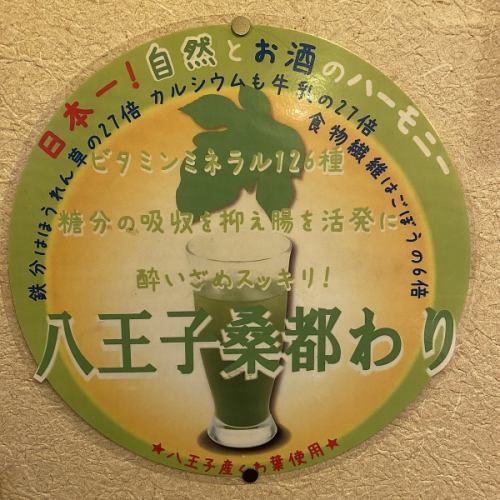 日本一!自然とお酒のハーモニー
鉄分はほうれん草の27倍 カルシウムも牛乳の27倍 食物繊維はごぼうの6倍
ビタミンミネラル126種
糖分の吸収を抑え腸を活発に
酔いざめスッキリ!
八王子桑都わり
★八王子産くわ葉使用★